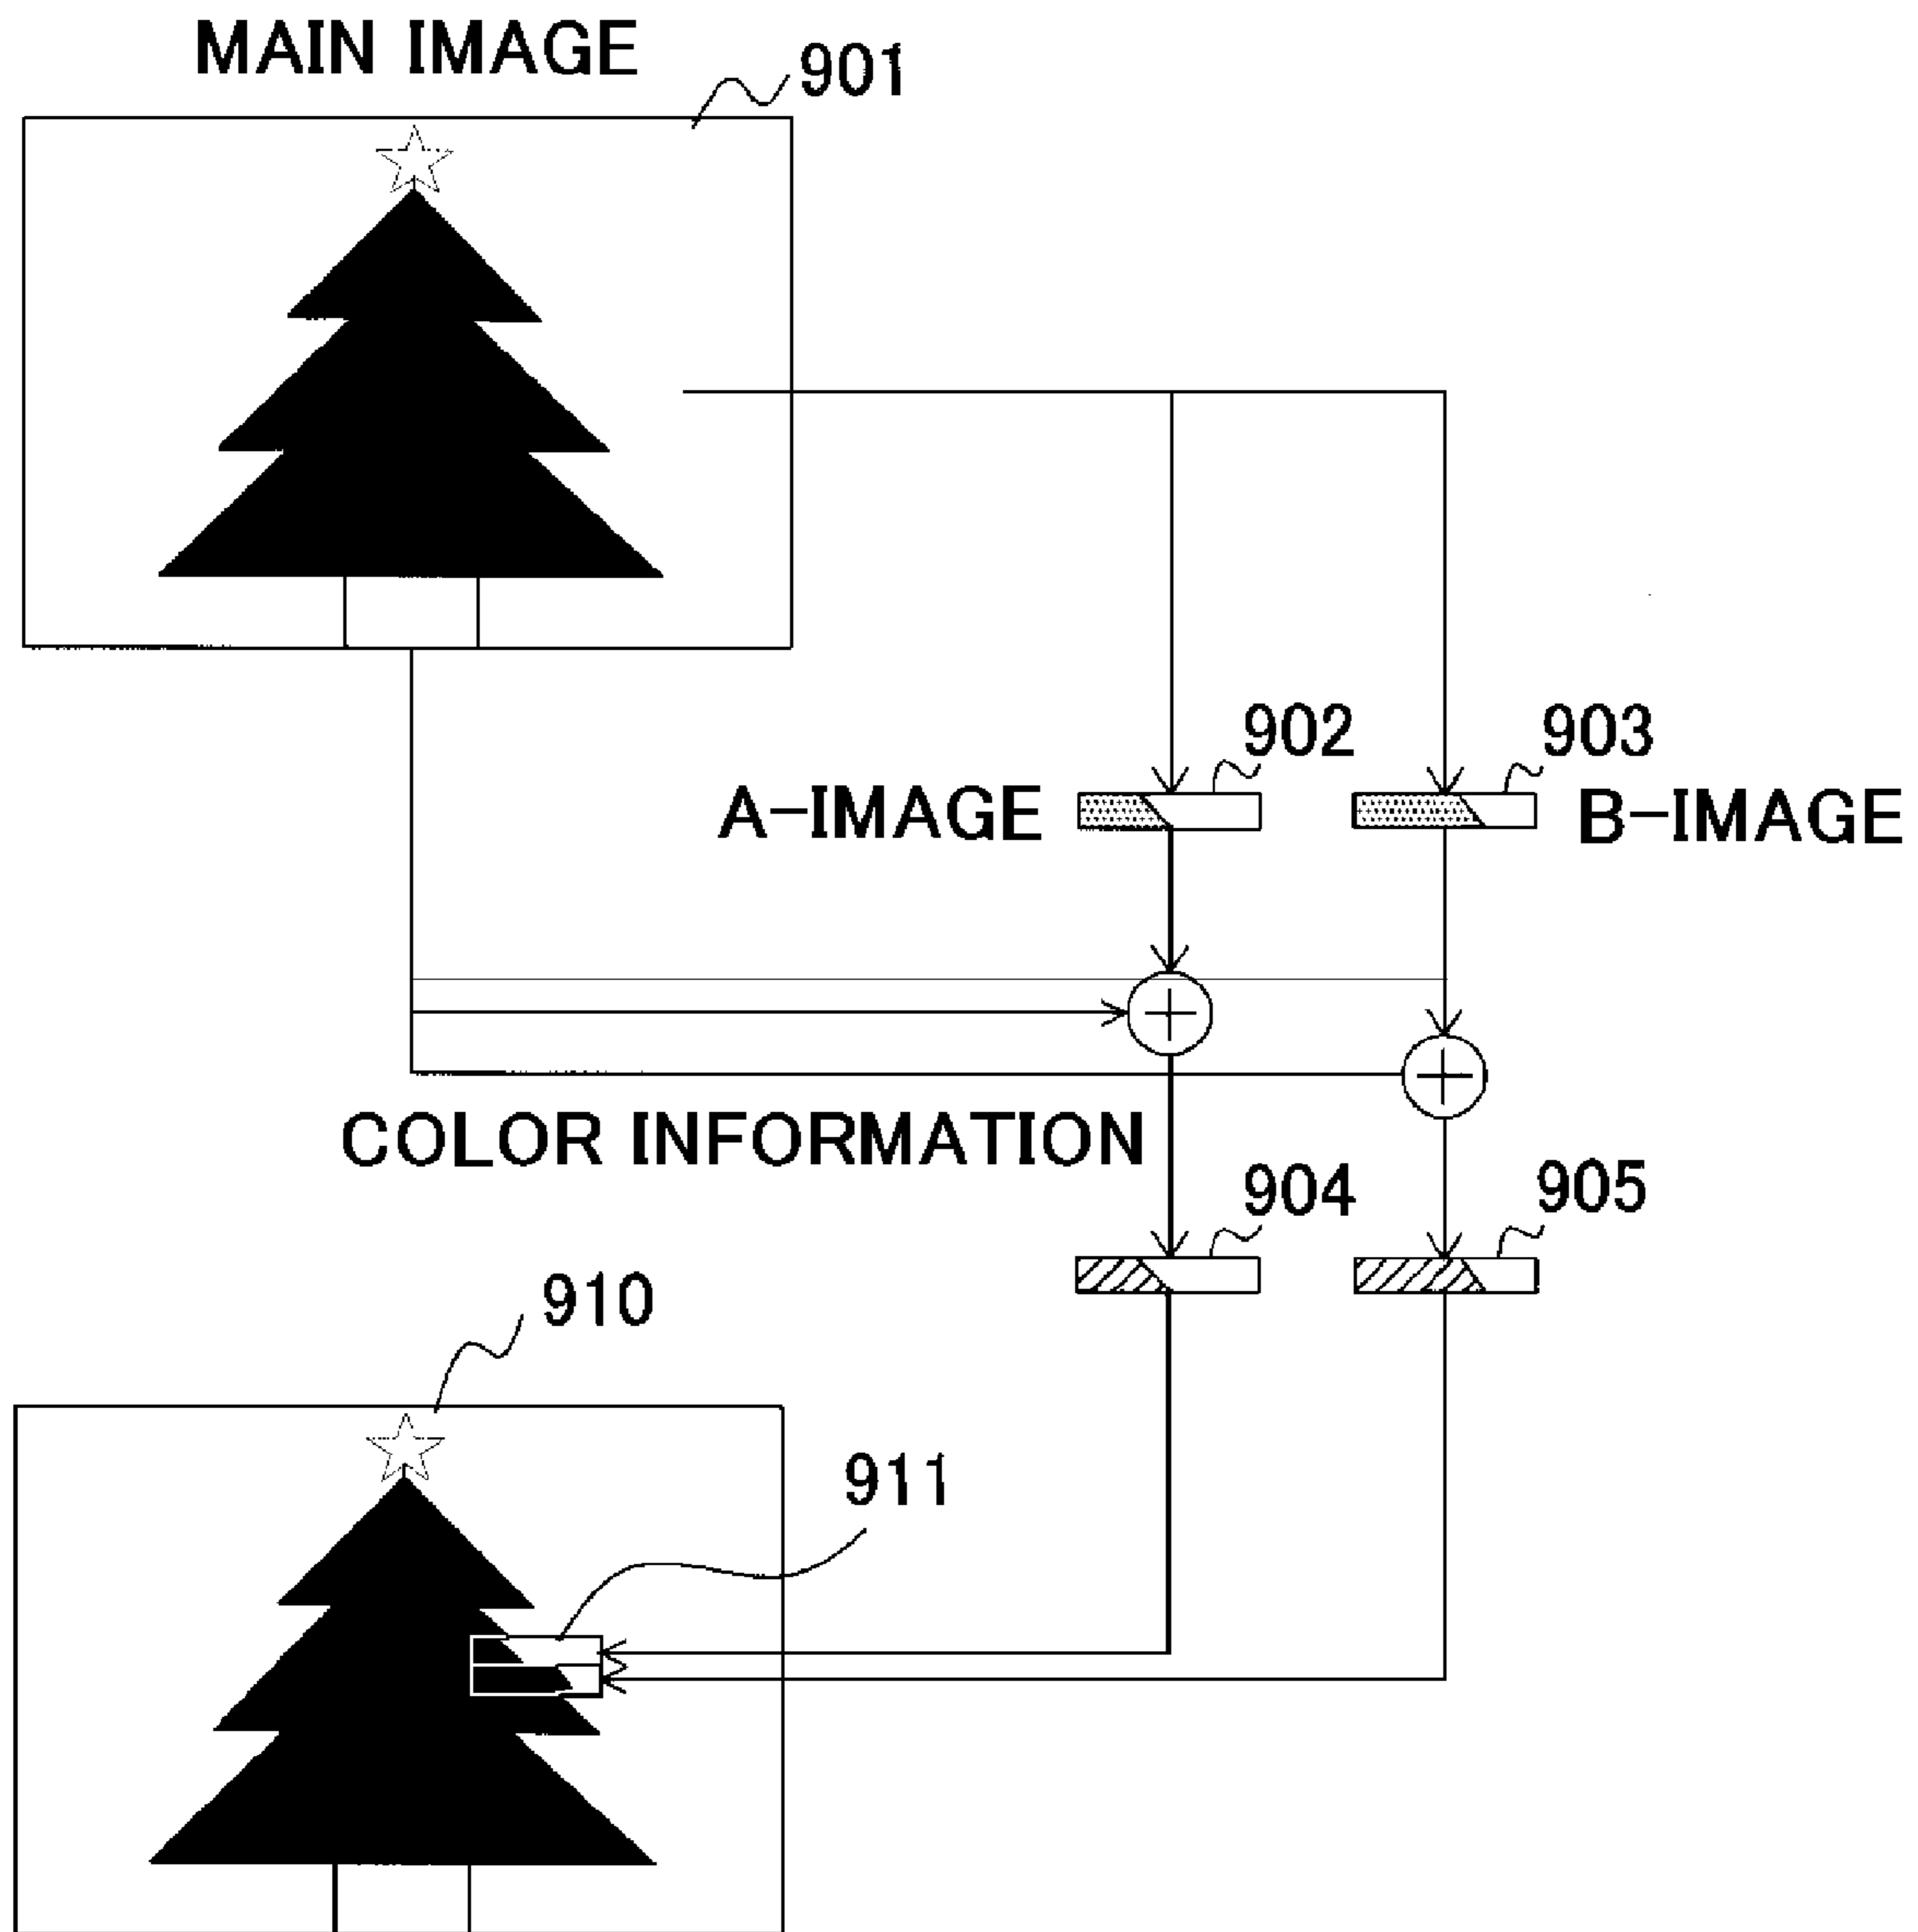 MAIN IMAGE
901
902
903
A-IMAGE
B-IMAGE
COLOR INFORMATION
904
905
910
911